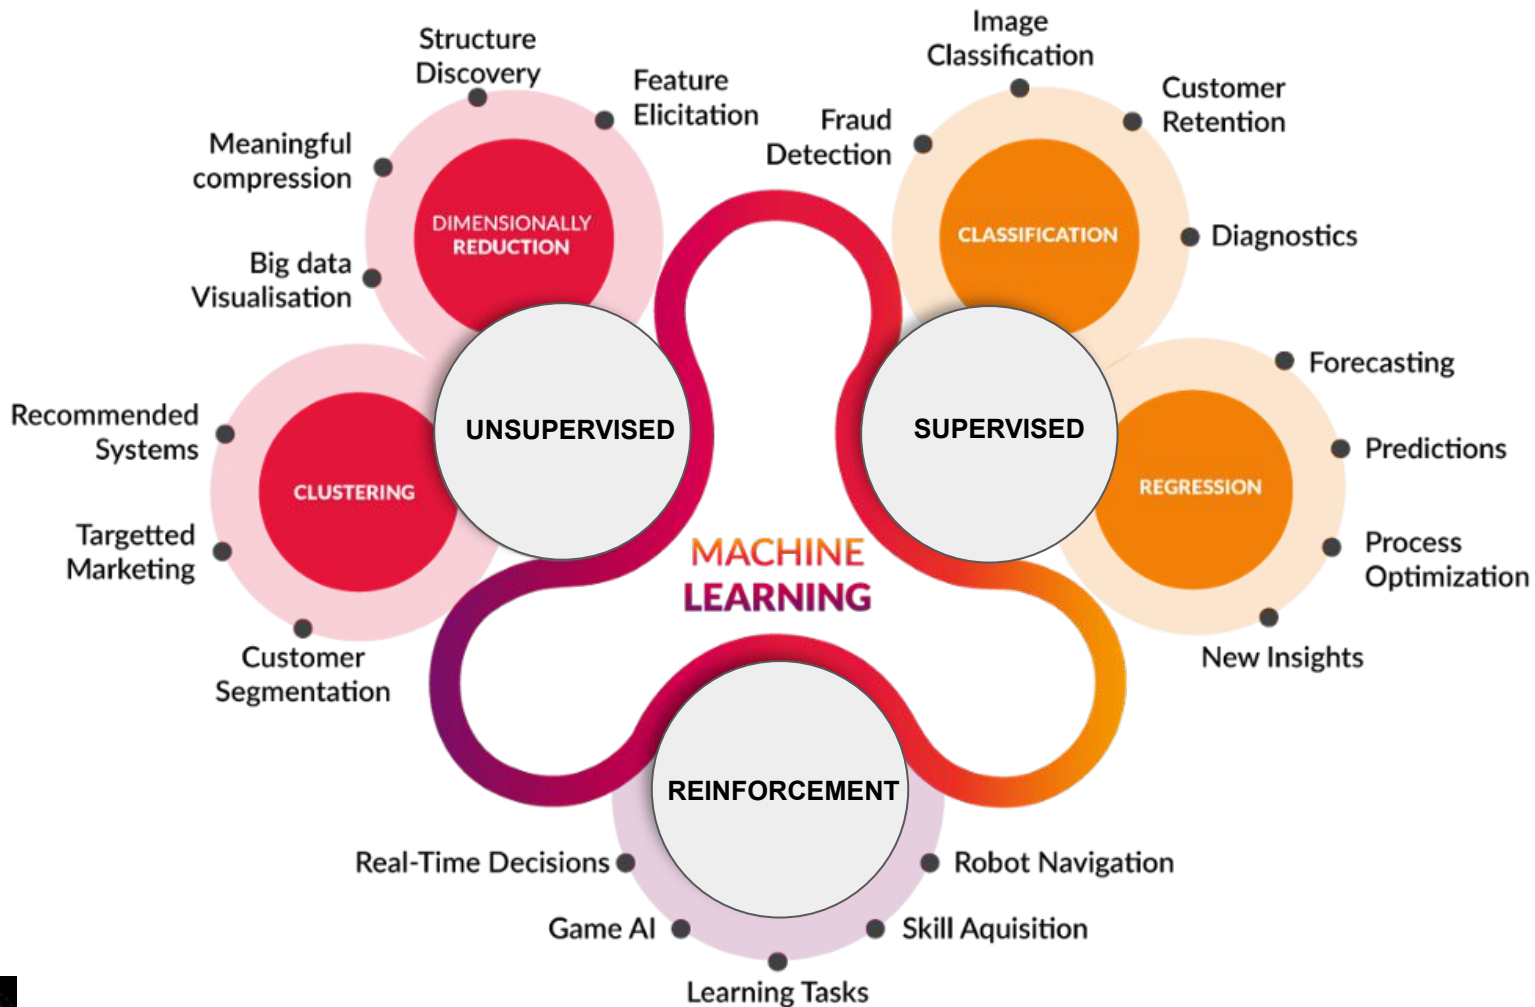 Structure
Discovery
Feature
Elicitation
Meaningful
compression
Big data
Visualisation
DIMENSIONALLY
REDUCTION
Recommended
Systems
Targetted
Marketing
Customer
Segmentation
CLUSTERING
UNSUPERVISED
Image
Classification
Customer
Retention
Fraud
Detection
Diagnostics
CLASSIFICATION
SUPERVISED
Forecasting
Predictions
Process
Optimization
New Insights
REGRESSION
MACHINE
LEARNING
REINFORCEMENT
Real-Time Decisions
Game AI
Learning Tasks
Skill Aquisition
Robot Navigation